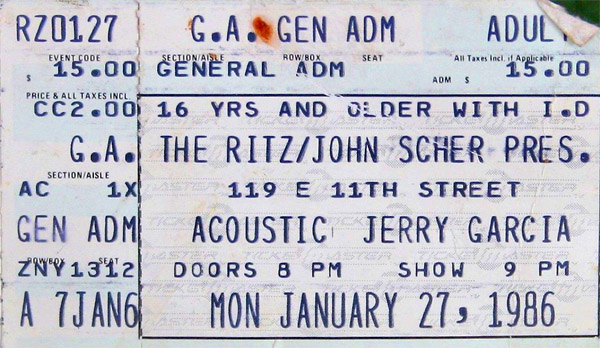 RZ0127 G.A. GEN ADM ADULT
EVENT CODE SECTION/AISLE ROW/BOX SEAT All Taxes Incl. if Applicable
$ 15.00 GENERAL ADM ADM $ 15.00
PRICE & ALL TAXES INCL.
CC2.00 16 YRS AND OLDER WITH I.D
G.A. THE RITZ/JOHN SCHER PRES.
SECTION/AISLE
AC 1X 119 E 11TH STREET
GEN ADM ACOUSTIC JERRY GARCIA
ROW/BOX SEAT
ZNY1312 DOORS 8 PM SHOW 9 PM
A 7JAN6 MON JANUARY 27, 1986